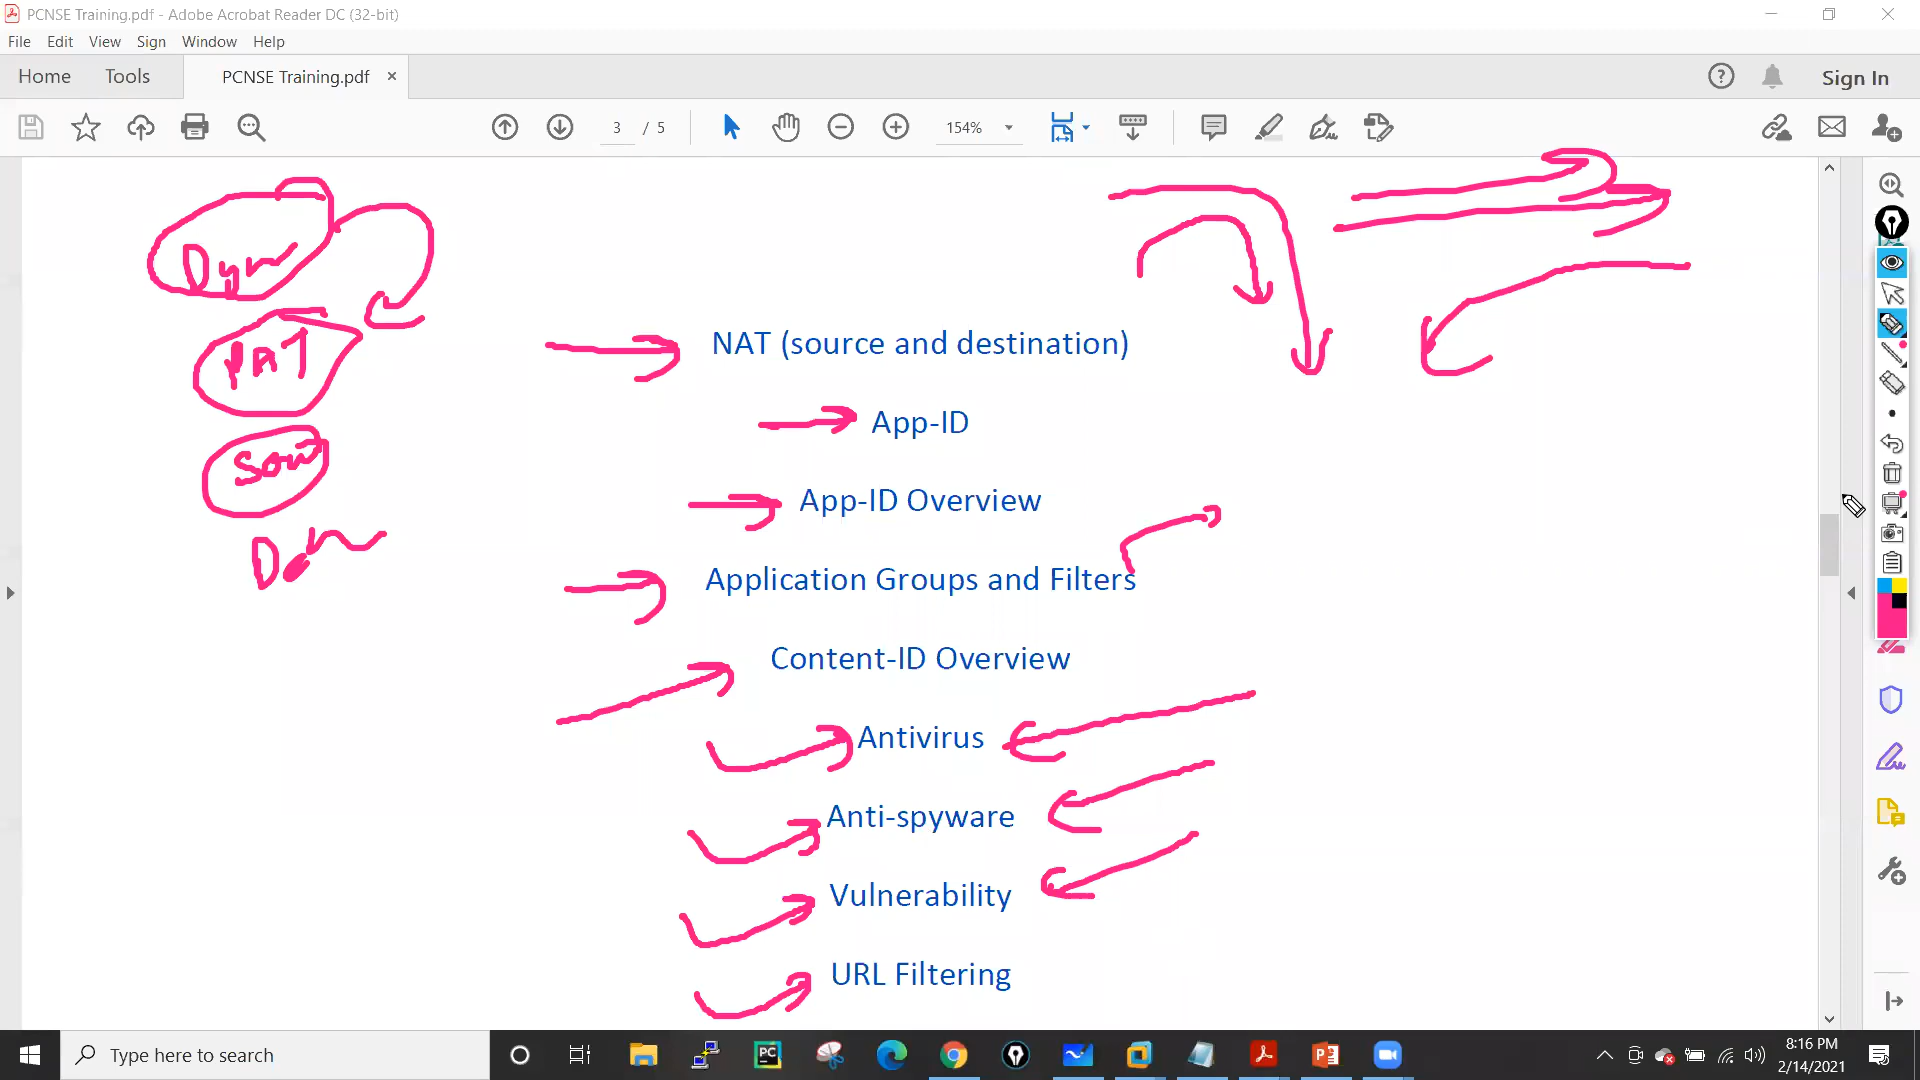 PCNSE Training.pdf - Adobe Acrobat Reader DC (32-bit)
File Edit View Sign Window Help
Home Tools PCNSE Training.pdf × Sign In
3 / 5 154%
Dyn
PAT
NAT (source and destination)
App-ID
App-ID Overview
Application Groups and Filters
Content-ID Overview
Antivirus
Anti-spyware
Vulnerability
URL Filtering
Type here to search
8:16 PM
2/14/2021